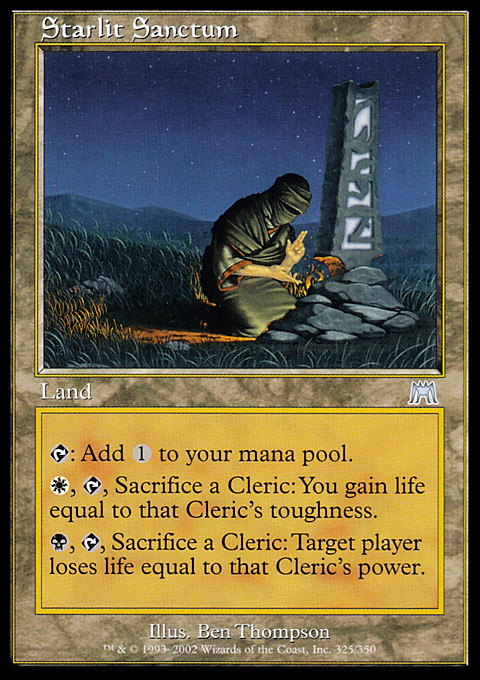 Starlit Sanctum
Land
: Add 1 to your mana pool.
, , Sacrifice a Cleric: You gain life
equal to that Cleric's toughness.
, , Sacrifice a Cleric: Target player
loses life equal to that Cleric's power.
Illus. Ben Thompson
™ & © 1993-2002 Wizards of the Coast, Inc. 325/350